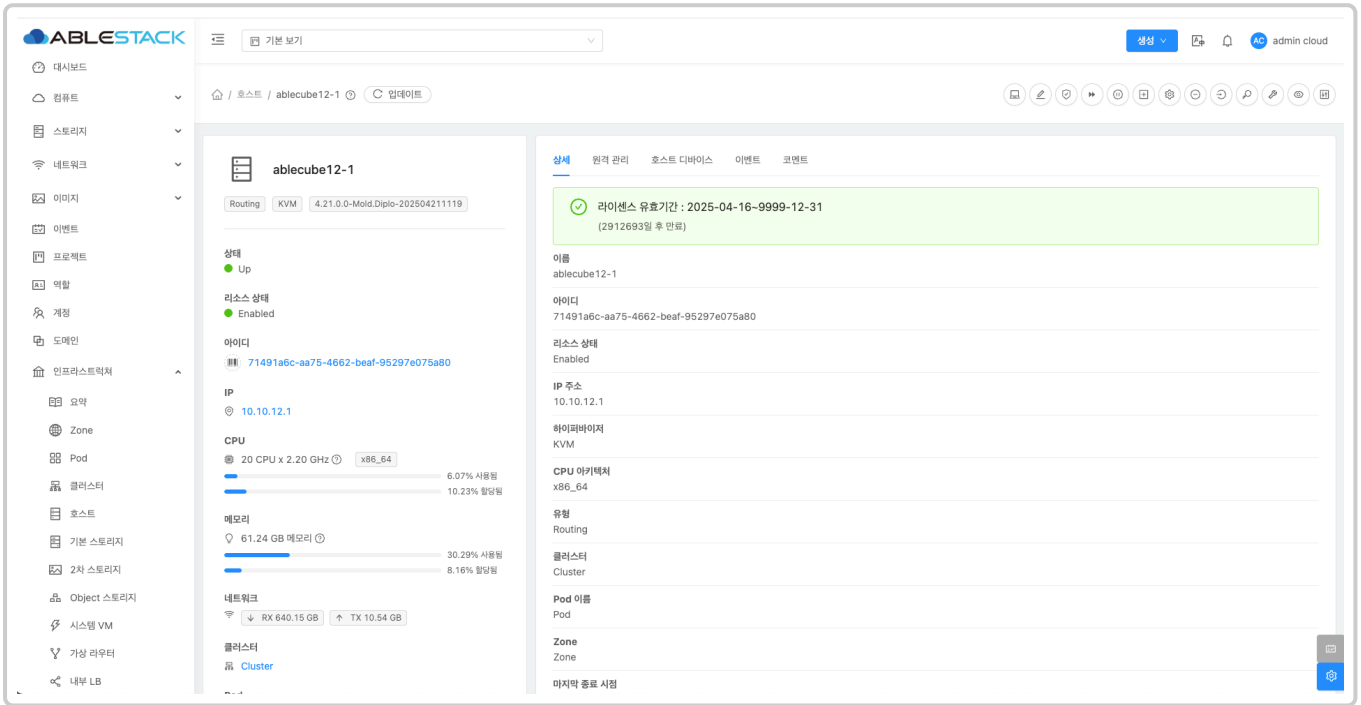 ABLESTACK
기본 보기
생성
AC
admin cloud
대시보드
컴퓨트
스토리지
네트워크
이미지
이벤트
프로젝트
역할
계정
도메인
인프라스트럭쳐
요약
Zone
Pod
클러스터
호스트
기본 스토리지
2차 스토리지
Object 스토리지
시스템 VM
가상 라우터
내부 LB
/ 호스트 / ablecube12-1
업데이트
ablecube12-1
Routing
KVM
4.21.0.0-Mold.Diplo-202504211119
상태
Up
리소스 상태
Enabled
아이디
71491a6c-aa75-4662-beaf-95297e075a80
IP
10.10.12.1
CPU
20 CPU x 2.20 GHz
x86_64
6.07% 사용됨
10.23% 할당됨
메모리
61.24 GB 메모리
30.29% 사용됨
8.16% 할당됨
네트워크
RX 640.15 GB
TX 10.54 GB
클러스터
Cluster
상세
원격 관리
호스트 디바이스
이벤트
코멘트
라이센스 유효기간 : 2025-04-16~9999-12-31
(2912693일 후 만료)
이름
ablecube12-1
아이디
71491a6c-aa75-4662-beaf-95297e075a80
리소스 상태
Enabled
IP 주소
10.10.12.1
하이퍼바이저
KVM
CPU 아키텍처
x86_64
유형
Routing
클러스터
Cluster
Pod 이름
Pod
Zone
Zone
마지막 종료 시점